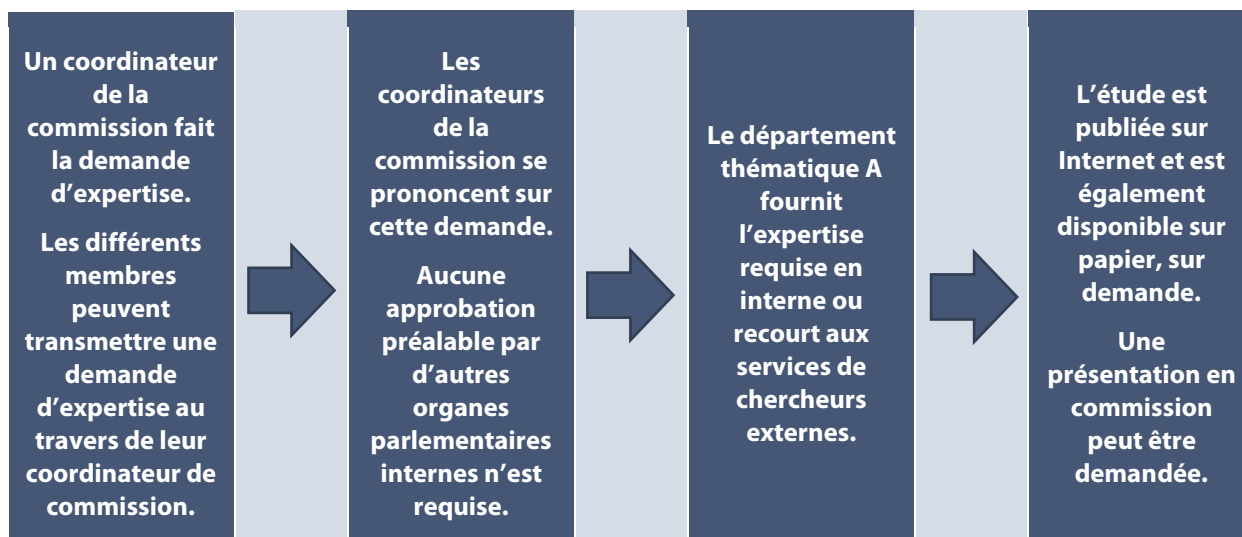 Un coordinateur
de la
commission fait
la demande
d’expertise.
Les différents
membres
peuvent
transmettre une
demande
d’expertise au
travers de leur
coordinateur de
commission.
Les
coordinateurs
de la
commission se
prononcent sur
cette demande.
Aucune
approbation
préalable par
d’autres
organes
parlementaires
internes n’est
requise.
Le département
thématique A
fournit
l’expertise
requise en
interne ou
recourt aux
services de
chercheurs
externes.
L’étude est
publiée sur
Internet et est
également
disponible sur
papier, sur
demande.
Une
présentation en
commission
peut être
demandée.